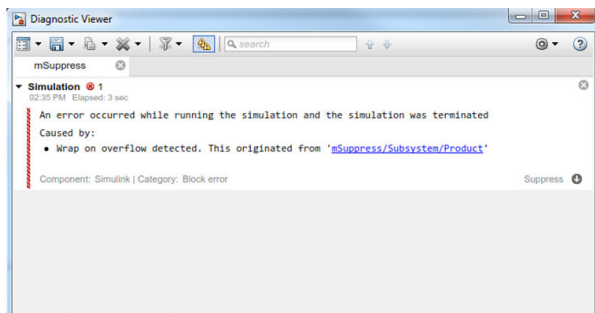 Diagnostic Viewer
search
mSuppress
Simulation 1
02:35 PM Elapsed: 3 sec
An error occurred while running the simulation and the simulation was terminated
Caused by:
• Wrap on overflow detected. This originated from 'mSuppress/Subsystem/Product'
Component: Simulink | Category: Block error Suppress